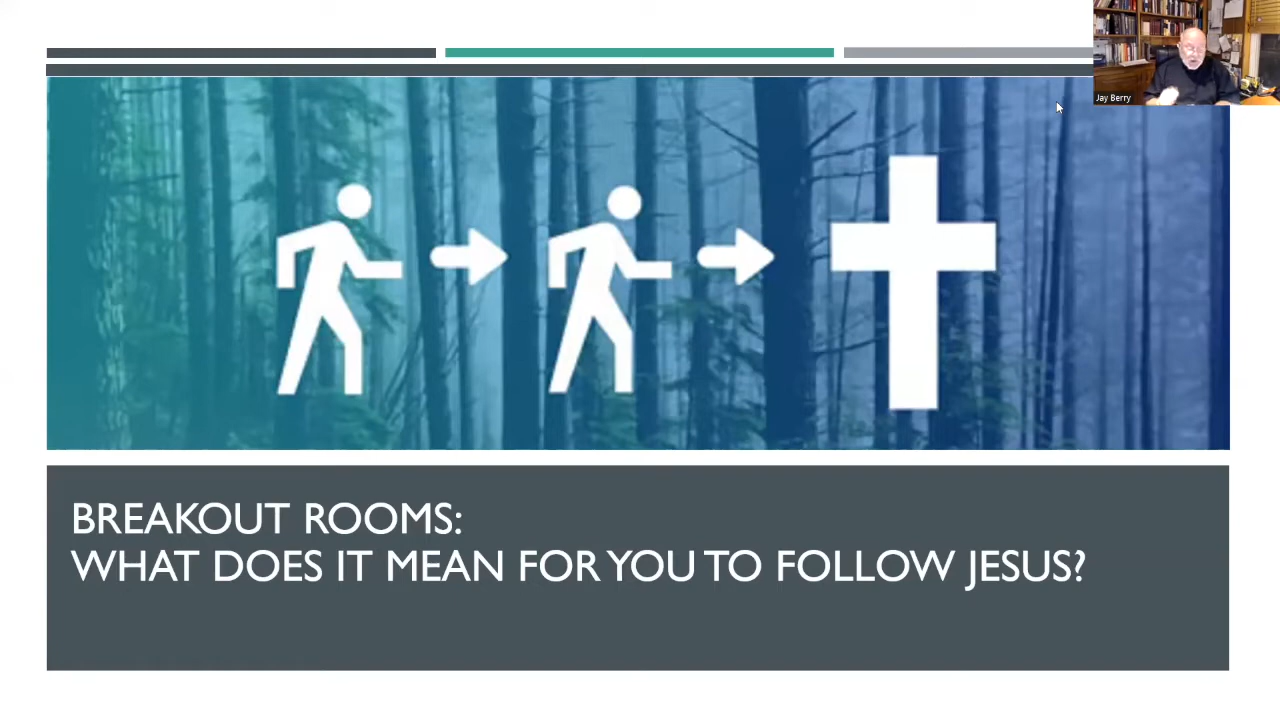 Jay Berry
BREAKOUT ROOMS:
WHAT DOES IT MEAN FOR YOU TO FOLLOW JESUS?